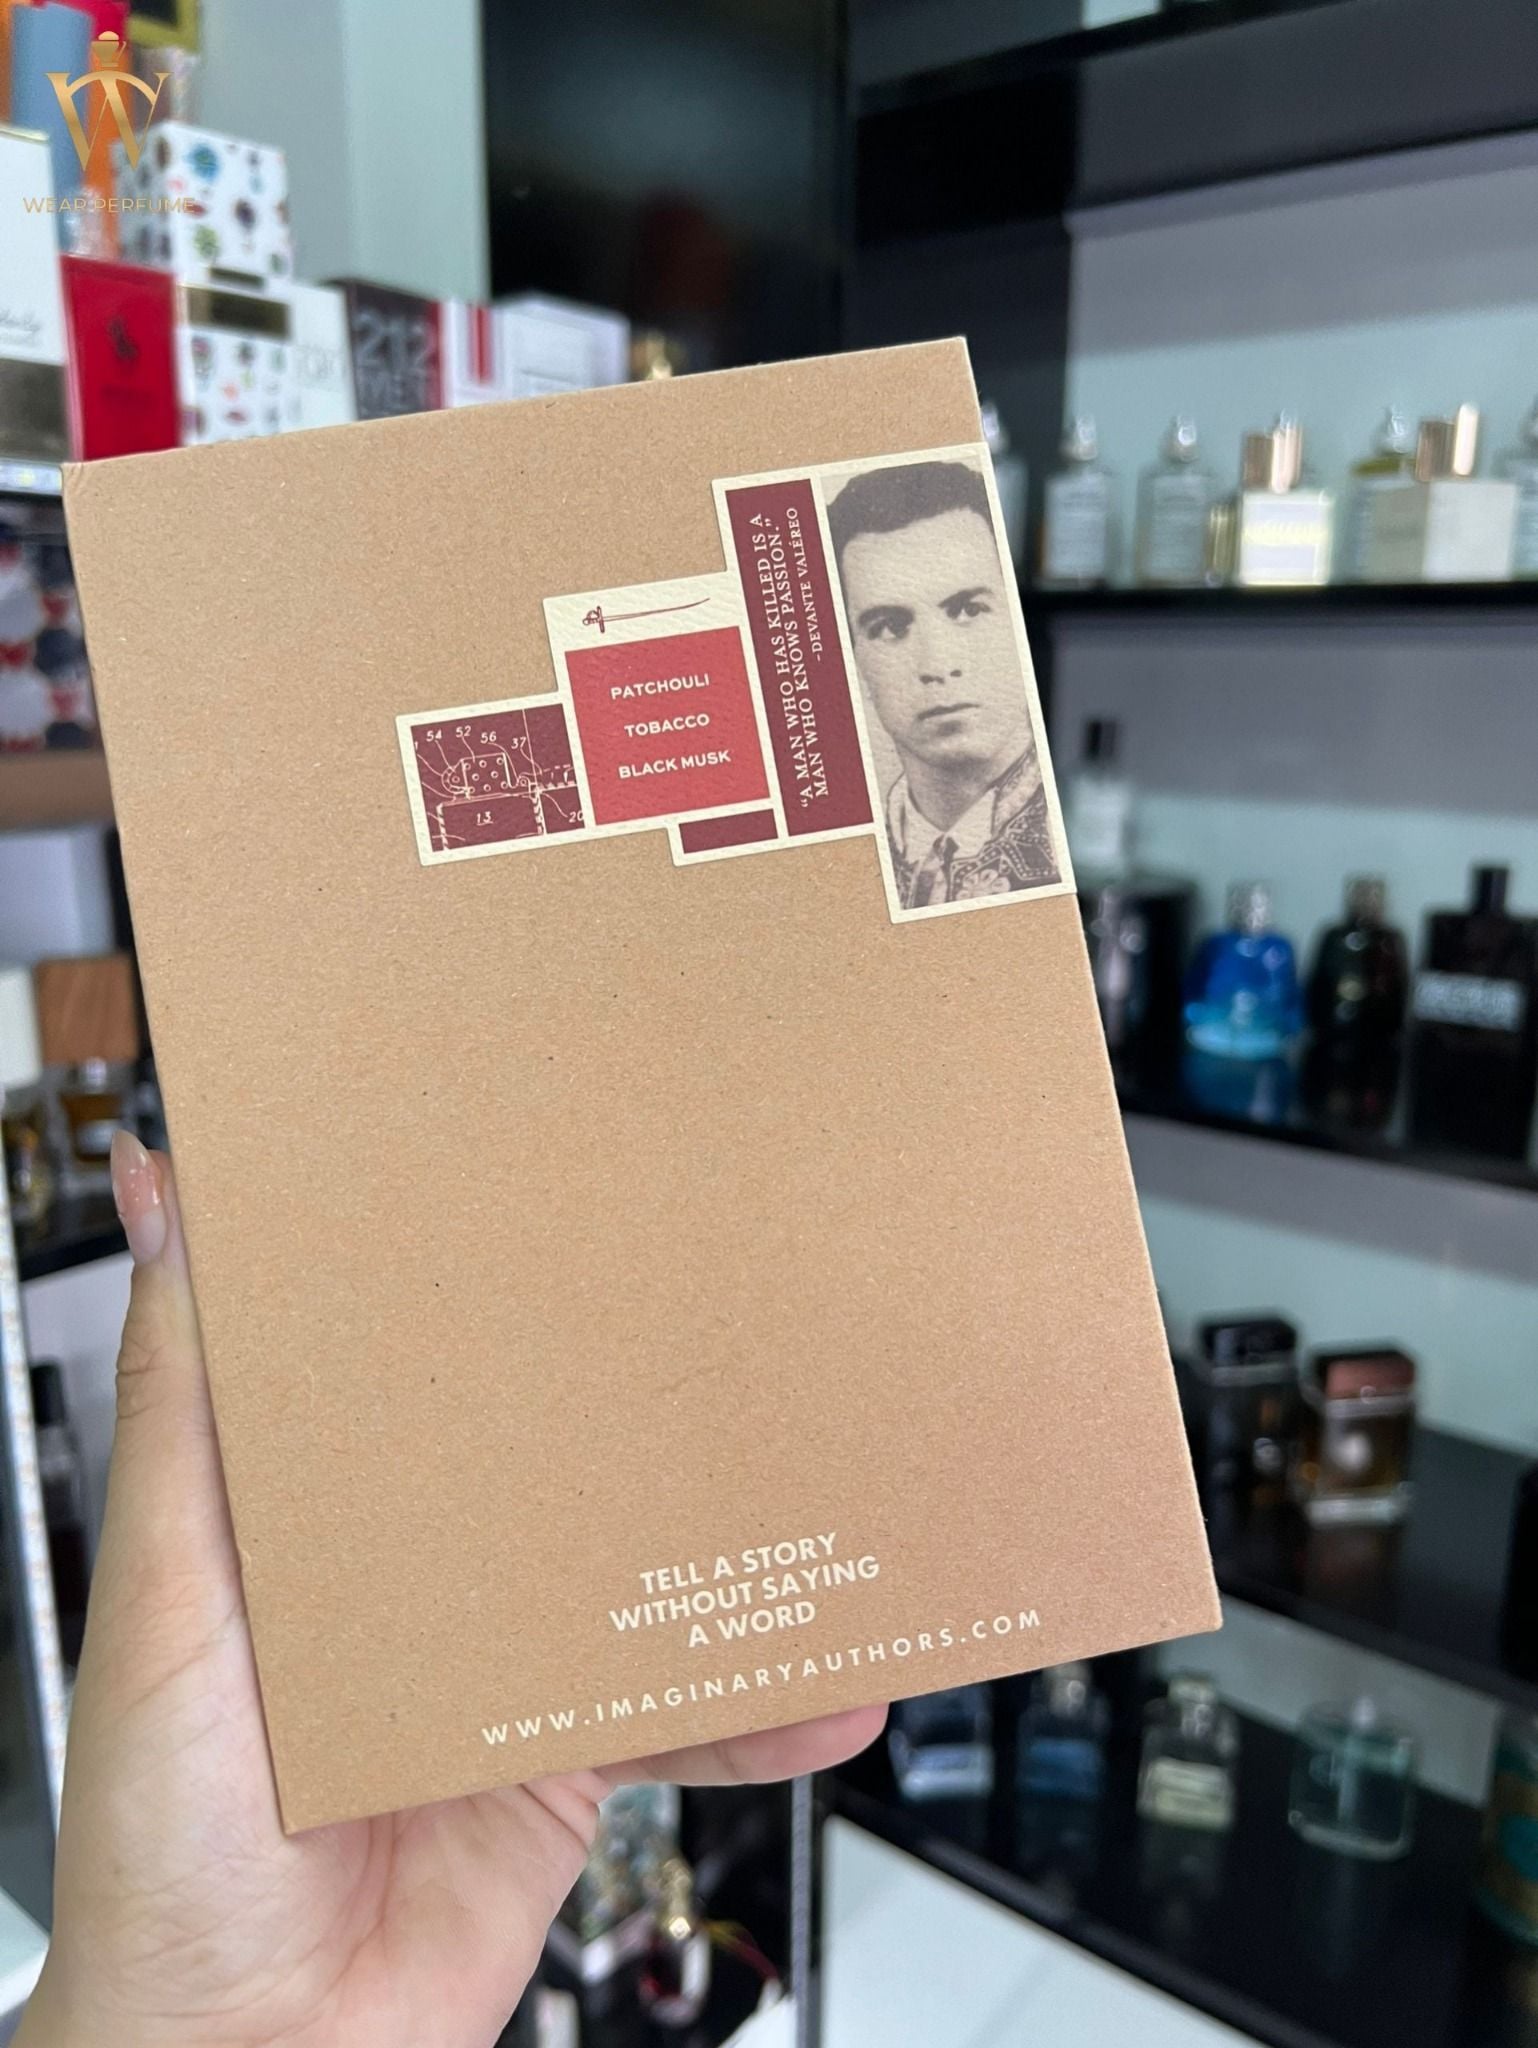 WEAR PERFUME
212
"A MAN WHO HAS KILLED IS A
MAN WHO KNOWS PASSION."
-DEVANTE VALÉREO
PATCHOULI
TOBACCO
BLACK MUSK
54 52 56 37
13 20
TELL A STORY
WITHOUT SAYING
A WORD
WWW.IMAGINARYAUTHORS.COM